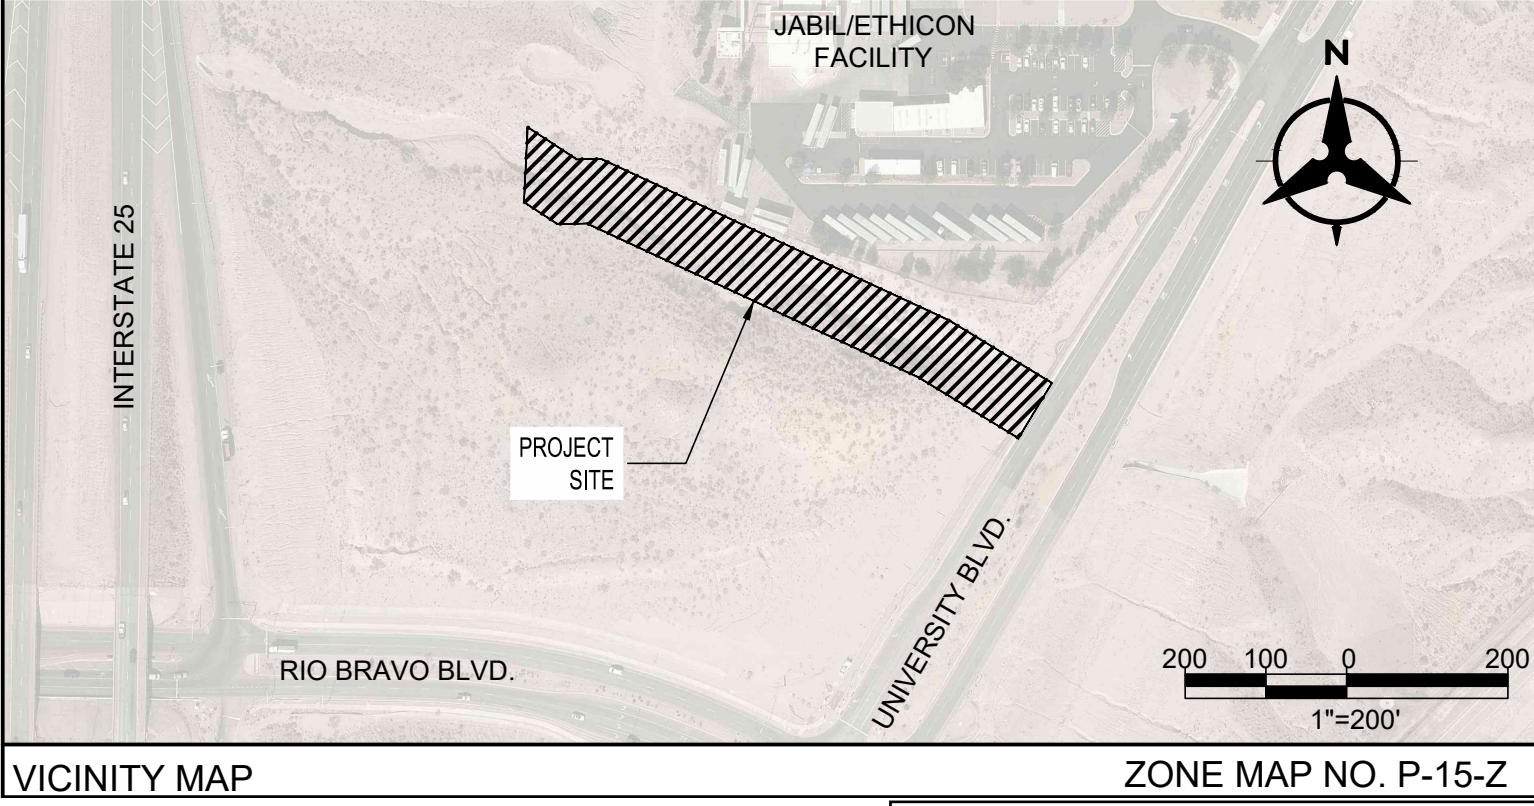 JABIL/ETHICON
FACILITY
N
INTERSTATE 25
PROJECT
SITE
UNIVERSITY BLVD.
RIO BRAVO BLVD.
200 100 0 200
1"=200'
VICINITY MAP
ZONE MAP NO. P-15-Z